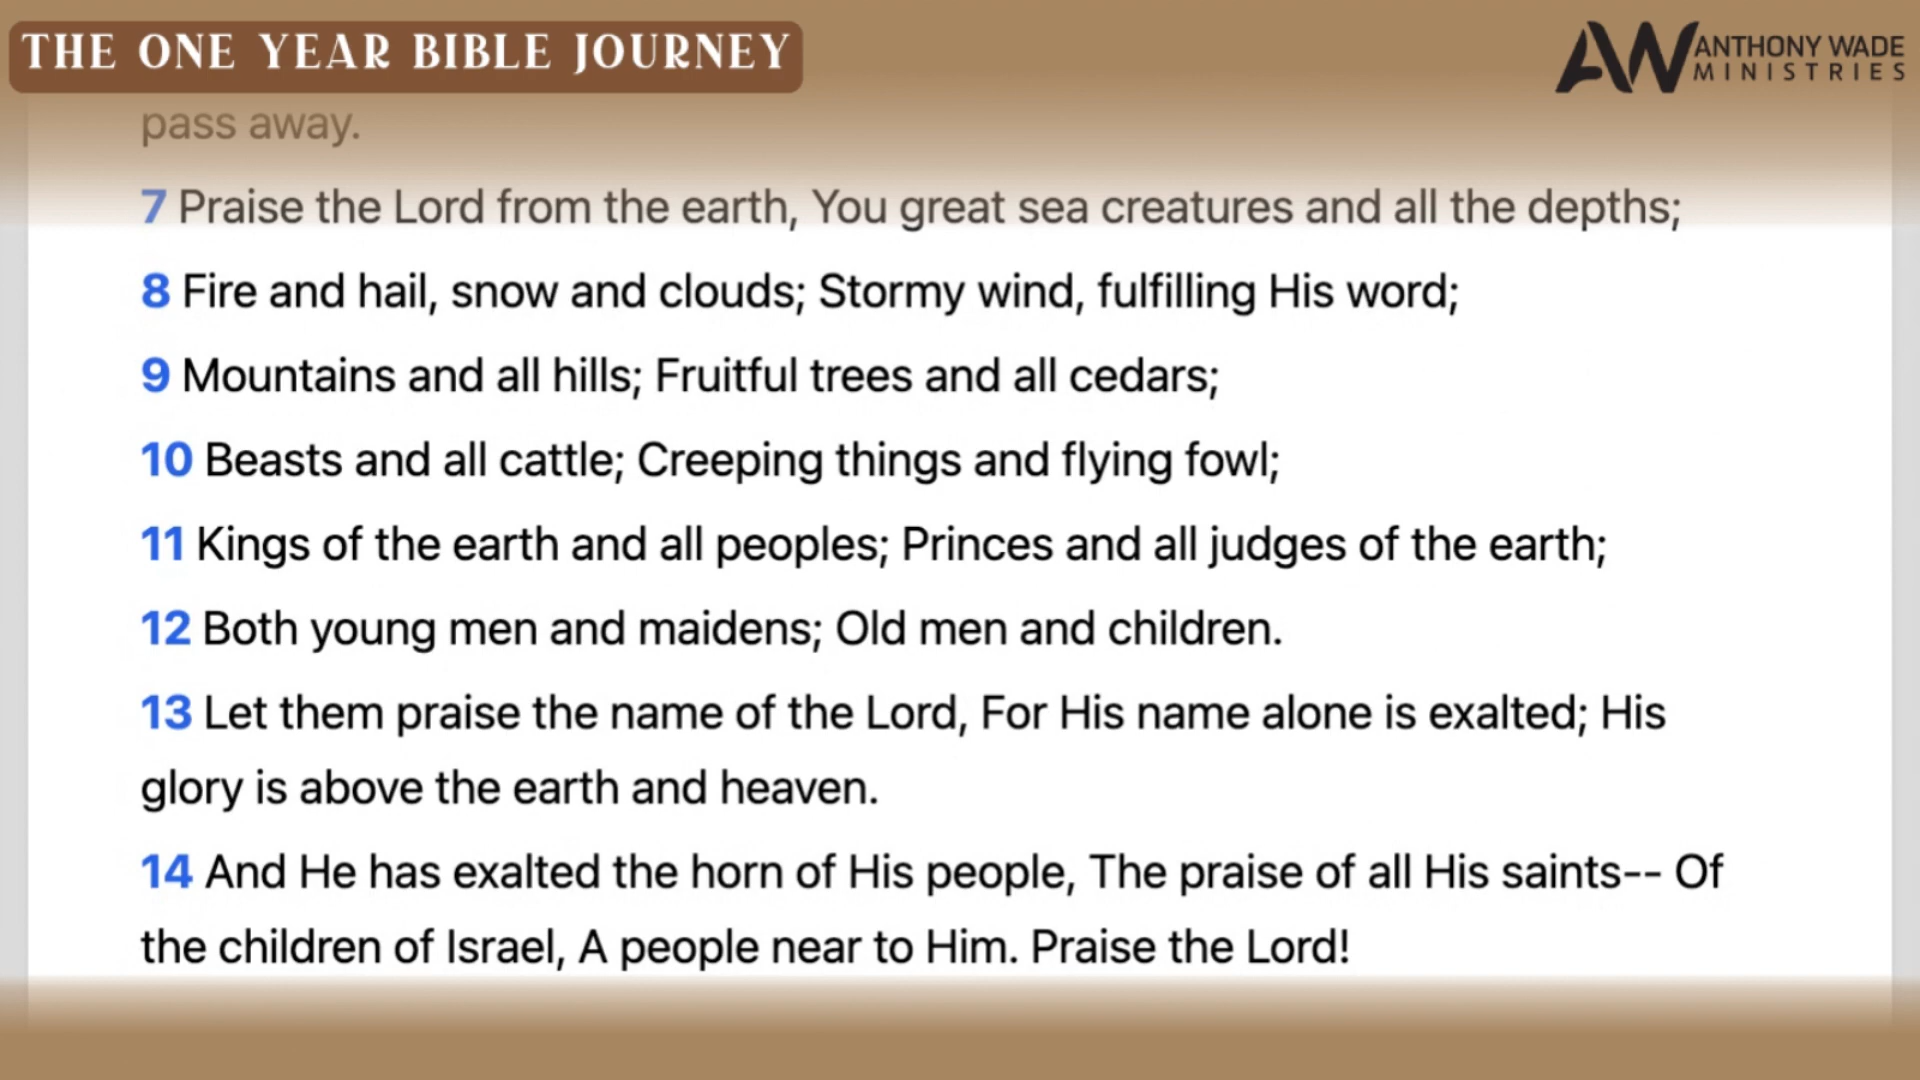 THE ONE YEAR BIBLE JOURNEY
AW ANTHONY WADE
MINISTRIES
pass away.
7 Praise the Lord from the earth, You great sea creatures and all the depths;
8 Fire and hail, snow and clouds; Stormy wind, fulfilling His word;
9 Mountains and all hills; Fruitful trees and all cedars;
10 Beasts and all cattle; Creeping things and flying fowl;
11 Kings of the earth and all peoples; Princes and all judges of the earth;
12 Both young men and maidens; Old men and children.
13 Let them praise the name of the Lord, For His name alone is exalted; His
glory is above the earth and heaven.
14 And He has exalted the horn of His people, The praise of all His saints-- Of
the children of Israel, A people near to Him. Praise the Lord!